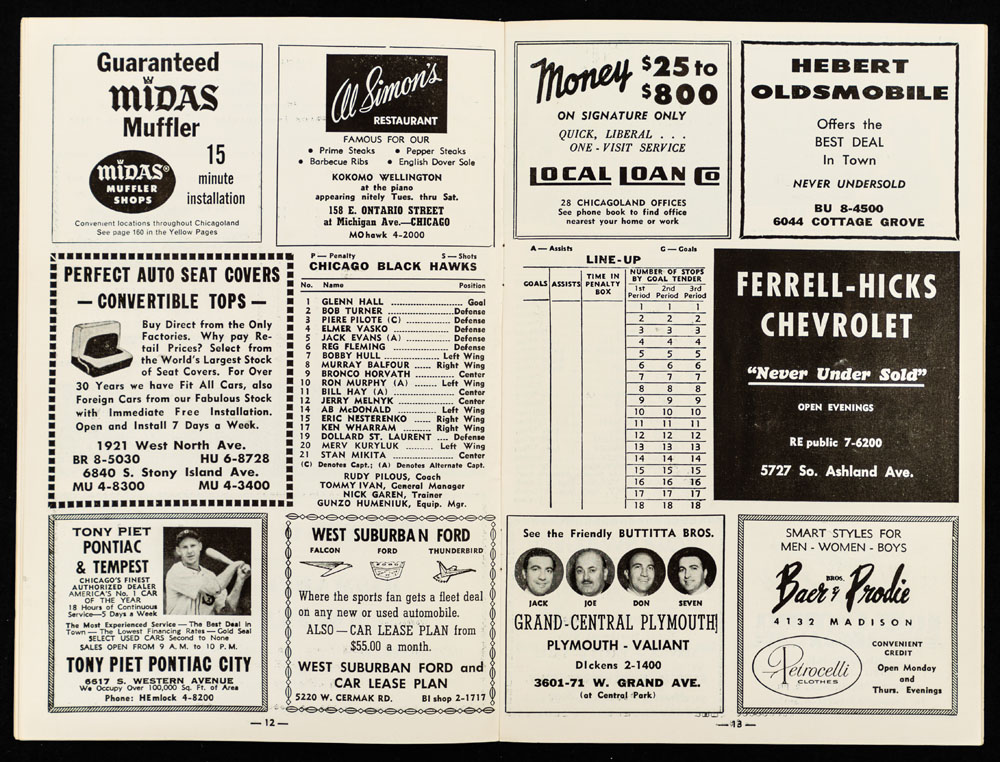 Guaranteed
MIDAS
Muffler
MIDAS®
MUFFLER
SHOPS
15
minute
installation
Convenient locations throughout Chicagoland
See page 160 in the Yellow Pages
Al Simon's
RESTAURANT
FAMOUS FOR OUR
• Prime Steaks • Pepper Steaks
• Barbecue Ribs • English Dover Sole
KOKOMO WELLINGTON
at the piano
appearing nitely Tues. thru Sat.
158 E. ONTARIO STREET
at Michigan Ave.—CHICAGO
MOhawk 4-2000
PERFECT AUTO SEAT COVERS
— CONVERTIBLE TOPS —
Buy Direct from the Only
Factories. Why pay Re-
tail Prices? Select from
the World's Largest Stock
of Seat Covers. For Over
30 Years we have Fit All Cars, also
Foreign Cars from our Fabulous Stock
with Immediate Free Installation.
Open and Install 7 Days a Week.
1921 West North Ave.
BR 8-5030 HU 6-8728
6840 S. Stony Island Ave.
MU 4-8300 MU 4-3400
P — Penalty S — Shots
CHICAGO BLACK HAWKS
No. Name Position
1 GLENN HALL Goal
2 BOB TURNER Defense
3 PIERE PILOTE (C) Defense
4 ELMER VASKO Defense
5 JACK EVANS (A) Defense
6 REG FLEMING Defense
7 BOBBY HULL Left Wing
8 MURRAY BALFOUR Right Wing
9 BRONCO HORVATH Center
10 RON MURPHY (A) Left Wing
11 BILL HAY (A) Center
12 JERRY MELNYK Center
14 AB McDONALD Left Wing
15 ERIC NESTERENKO Right Wing
17 KEN WHARRAM Right Wing
19 DOLLARD ST. LAURENT Defense
20 MERV KURYLUK Left Wing
21 STAN MIKITA Center
(C) Denotes Capt.; (A) Denotes Alternate Capt.
RUDY PILOUS, Coach
TOMMY IVAN, General Manager
NICK GAREN, Trainer
GUNZO HUMENIUK, Equip. Mgr.
TONY PIET
PONTIAC
& TEMPEST
CHICAGO'S FINEST
AUTHORIZED DEALER
AMERICA'S No. 1 CAR
OF THE YEAR
18 Hours of Continuous
Service—5 Days a Week
The Most Experienced Service — The Best Deal in
Town — The Lowest Financing Rates — Gold Seal
SELECT USED CARS Second to None
SALES OPEN FROM 9 A. M. to 10 P. M.
TONY PIET PONTIAC CITY
6617 S. WESTERN AVENUE
We Occupy Over 100,000 Sq. Ft. of Area
Phone: HEmlock 4-8200
WEST SUBURBAN FORD
FALCON FORD THUNDERBIRD
Where the sports fan gets a fleet deal
on any new or used automobile.
ALSO — CAR LEASE PLAN from
$55.00 a month.
WEST SUBURBAN FORD and
CAR LEASE PLAN
5220 W. CERMAK RD. BI shop 2-1717
— 12 —
Money $25 to
$800
ON SIGNATURE ONLY
QUICK, LIBERAL . . .
ONE - VISIT SERVICE
LOCAL LOAN Co
28 CHICAGOLAND OFFICES
See phone book to find office
nearest your home or work
HEBERT
OLDSMOBILE
Offers the
BEST DEAL
In Town
NEVER UNDERSOLD
BU 8-4500
6044 COTTAGE GROVE
A — Assists G — Goals
LINE-UP
GOALS ASSISTS TIME IN PENALTY BOX NUMBER OF STOPS BY GOAL TENDER
1st Period 2nd Period 3rd Period
1 1 1
2 2 2
3 3 3
4 4 4
5 5 5
6 6 6
7 7 7
8 8 8
9 9 9
10 10 10
11 11 11
12 12 12
13 13 13
14 14 14
15 15 15
16 16 16
17 17 17
18 18 18
FERRELL-HICKS
CHEVROLET
"Never Under Sold"
OPEN EVENINGS
RE public 7-6200
5727 So. Ashland Ave.
See the Friendly BUTTITTA BROS.
JACK JOE DON SEVEN
GRAND-CENTRAL PLYMOUTH
PLYMOUTH - VALIANT
DIckens 2-1400
3601-71 W. GRAND AVE.
(at Central Park)
SMART STYLES FOR
MEN - WOMEN - BOYS
Baer BROS. & Prodie
4132 MADISON
Petrocelli
CLOTHES
CONVENIENT
CREDIT
Open Monday
and
Thurs. Evenings
— 13 —